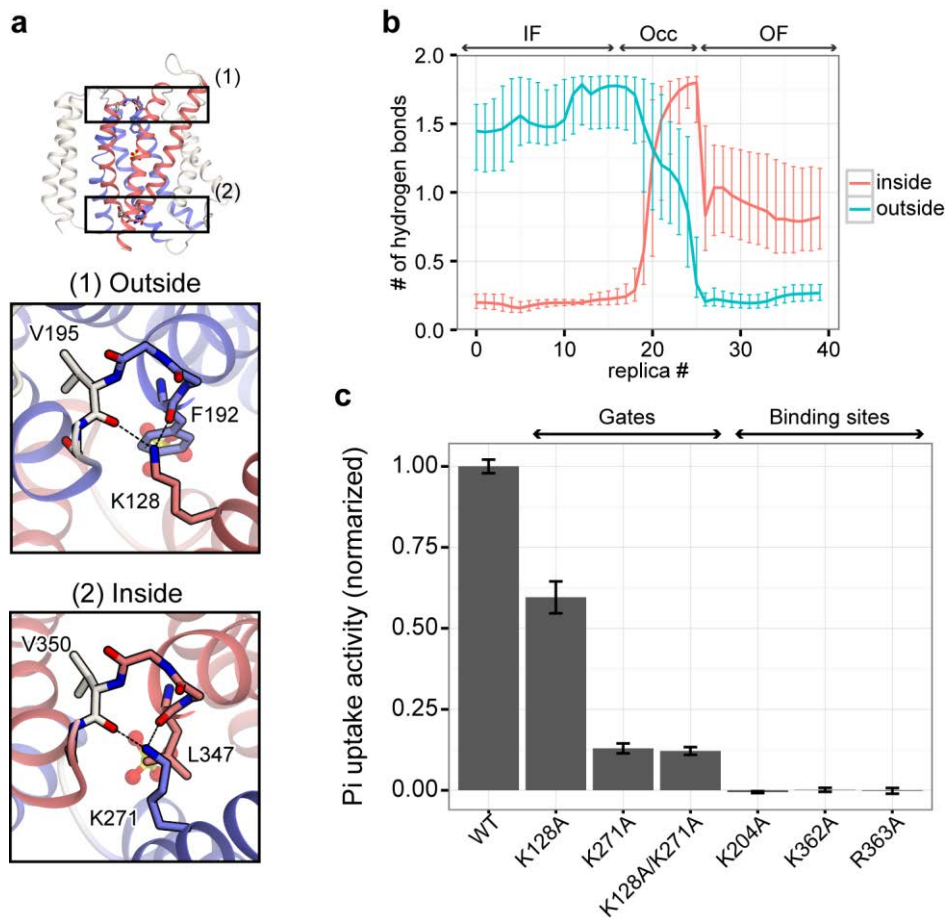 a
(1)
(2)
(1) Outside
V195
F192
K128
(2) Inside
V350
L347
K271
b
IF Occ OF
# of hydrogen bonds
2.0
1.5
1.0
0.5
0.0
0 10 20 30 40
replica #
inside
outside
c
Gates Binding sites
Pi uptake activity (normarized)
1.00
0.75
0.50
0.25
0.00
WT
K128A
K271A
K128A/K271A
K204A
K362A
R363A